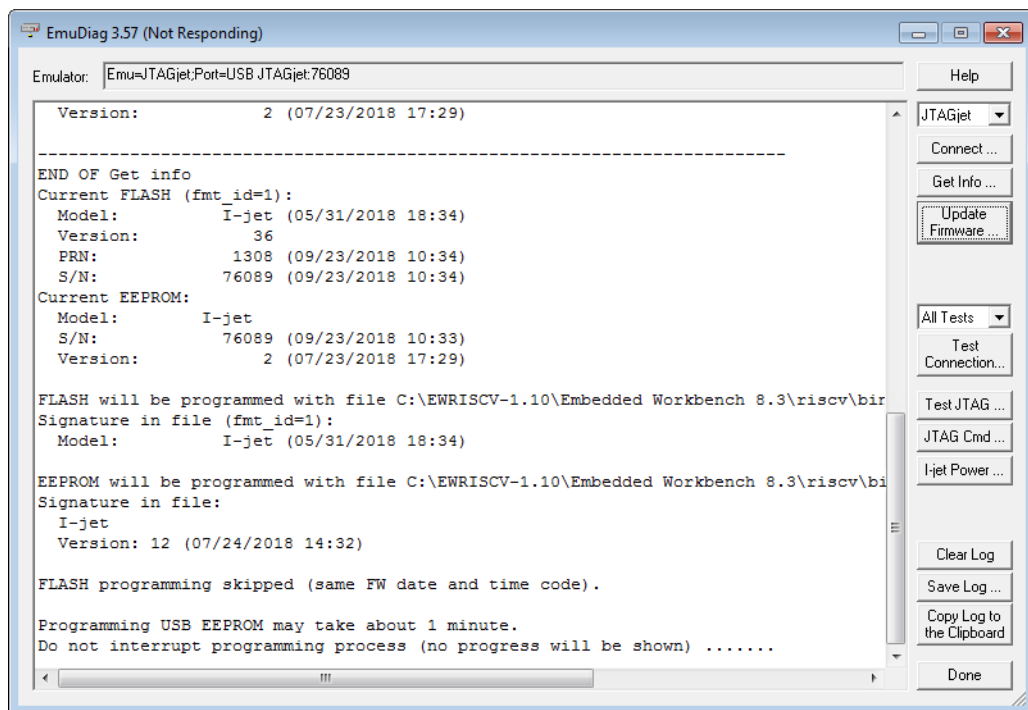 EmuDiag 3.57 (Not Responding)
Emulator: Emu=JTAGjet;Port=USB JTAGjet:76089
Help
Version: 2 (07/23/2018 17:29)
--------------------------------------------------------------------------
END OF Get info
Current FLASH (fmt_id=1):
Model: I-jet (05/31/2018 18:34)
Version: 36
PRN: 1308 (09/23/2018 10:34)
S/N: 76089 (09/23/2018 10:34)
Current EEPROM:
Model: I-jet
S/N: 76089 (09/23/2018 10:33)
Version: 2 (07/23/2018 17:29)
FLASH will be programmed with file C:\EWRISCV-1.10\Embedded Workbench 8.3\riscv\bir
Signature in file (fmt_id=1):
Model: I-jet (05/31/2018 18:34)
EEPROM will be programmed with file C:\EWRISCV-1.10\Embedded Workbench 8.3\riscv\bi
Signature in file:
I-jet
Version: 12 (07/24/2018 14:32)
FLASH programming skipped (same FW date and time code).
Programming USB EEPROM may take about 1 minute.
Do not interrupt programming process (no progress will be shown) .......
JTAGjet
Connect ...
Get Info ...
Update
Firmware ...
All Tests
Test
Connection...
Test JTAG ...
JTAG Cmd ...
I-jet Power ...
Clear Log
Save Log ...
Copy Log to
the Clipboard
Done